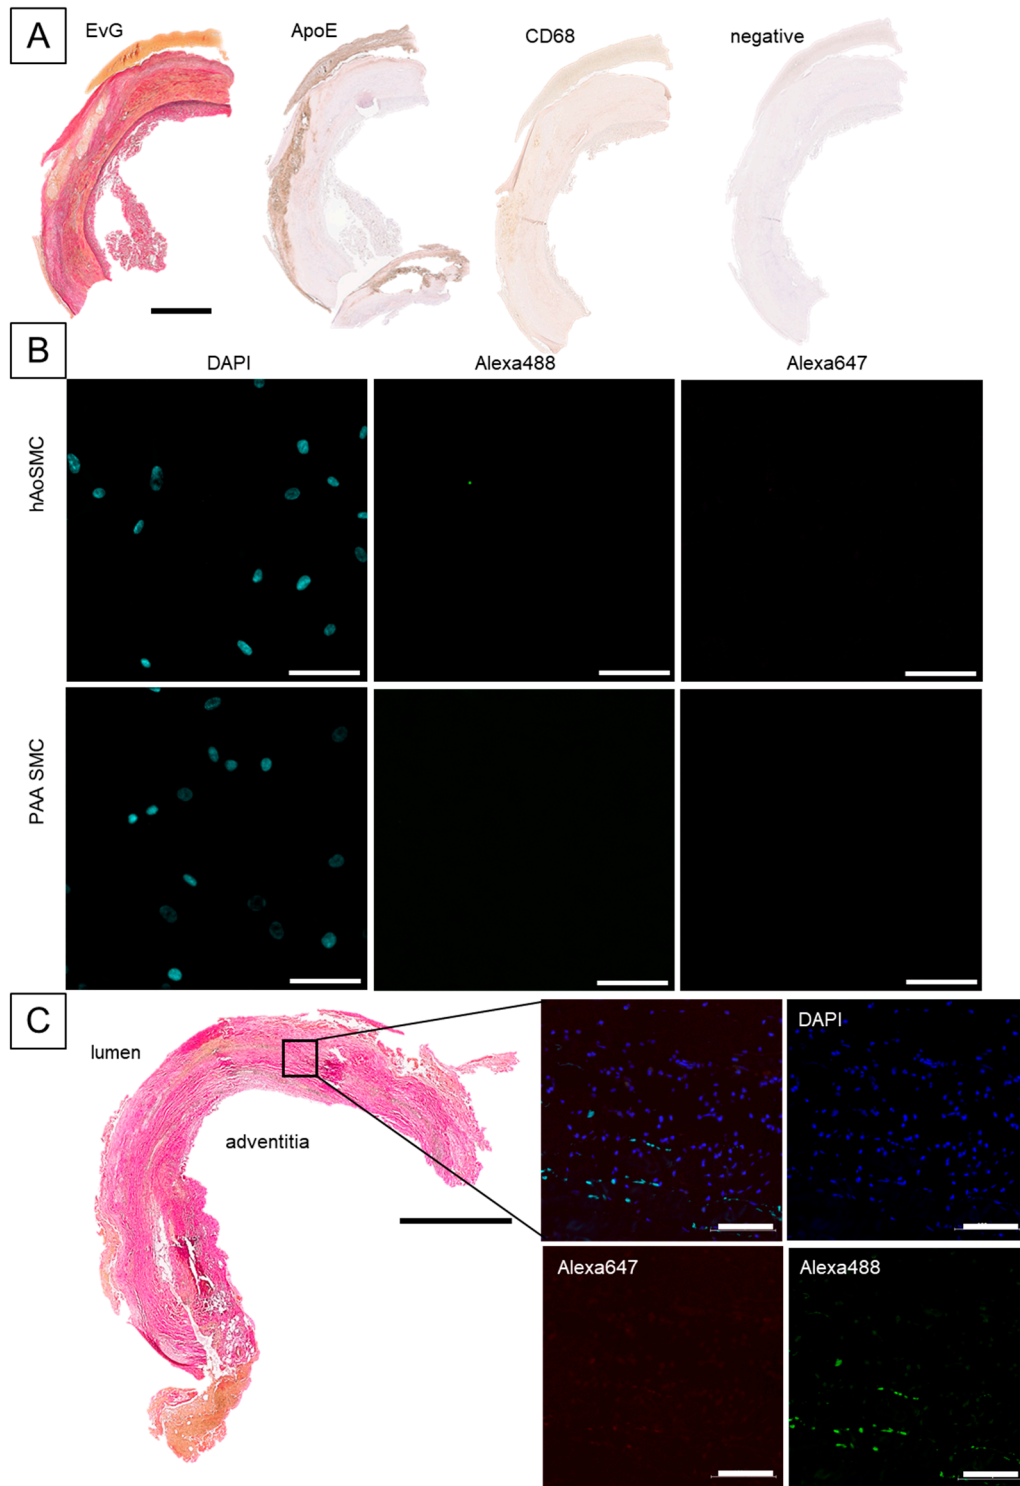 A
EvG
ApoE
CD68
negative
B
DAPI
Alexa488
Alexa647
hAoSMC
PAA SMC
C
lumen
adventitia
DAPI
Alexa647
Alexa488